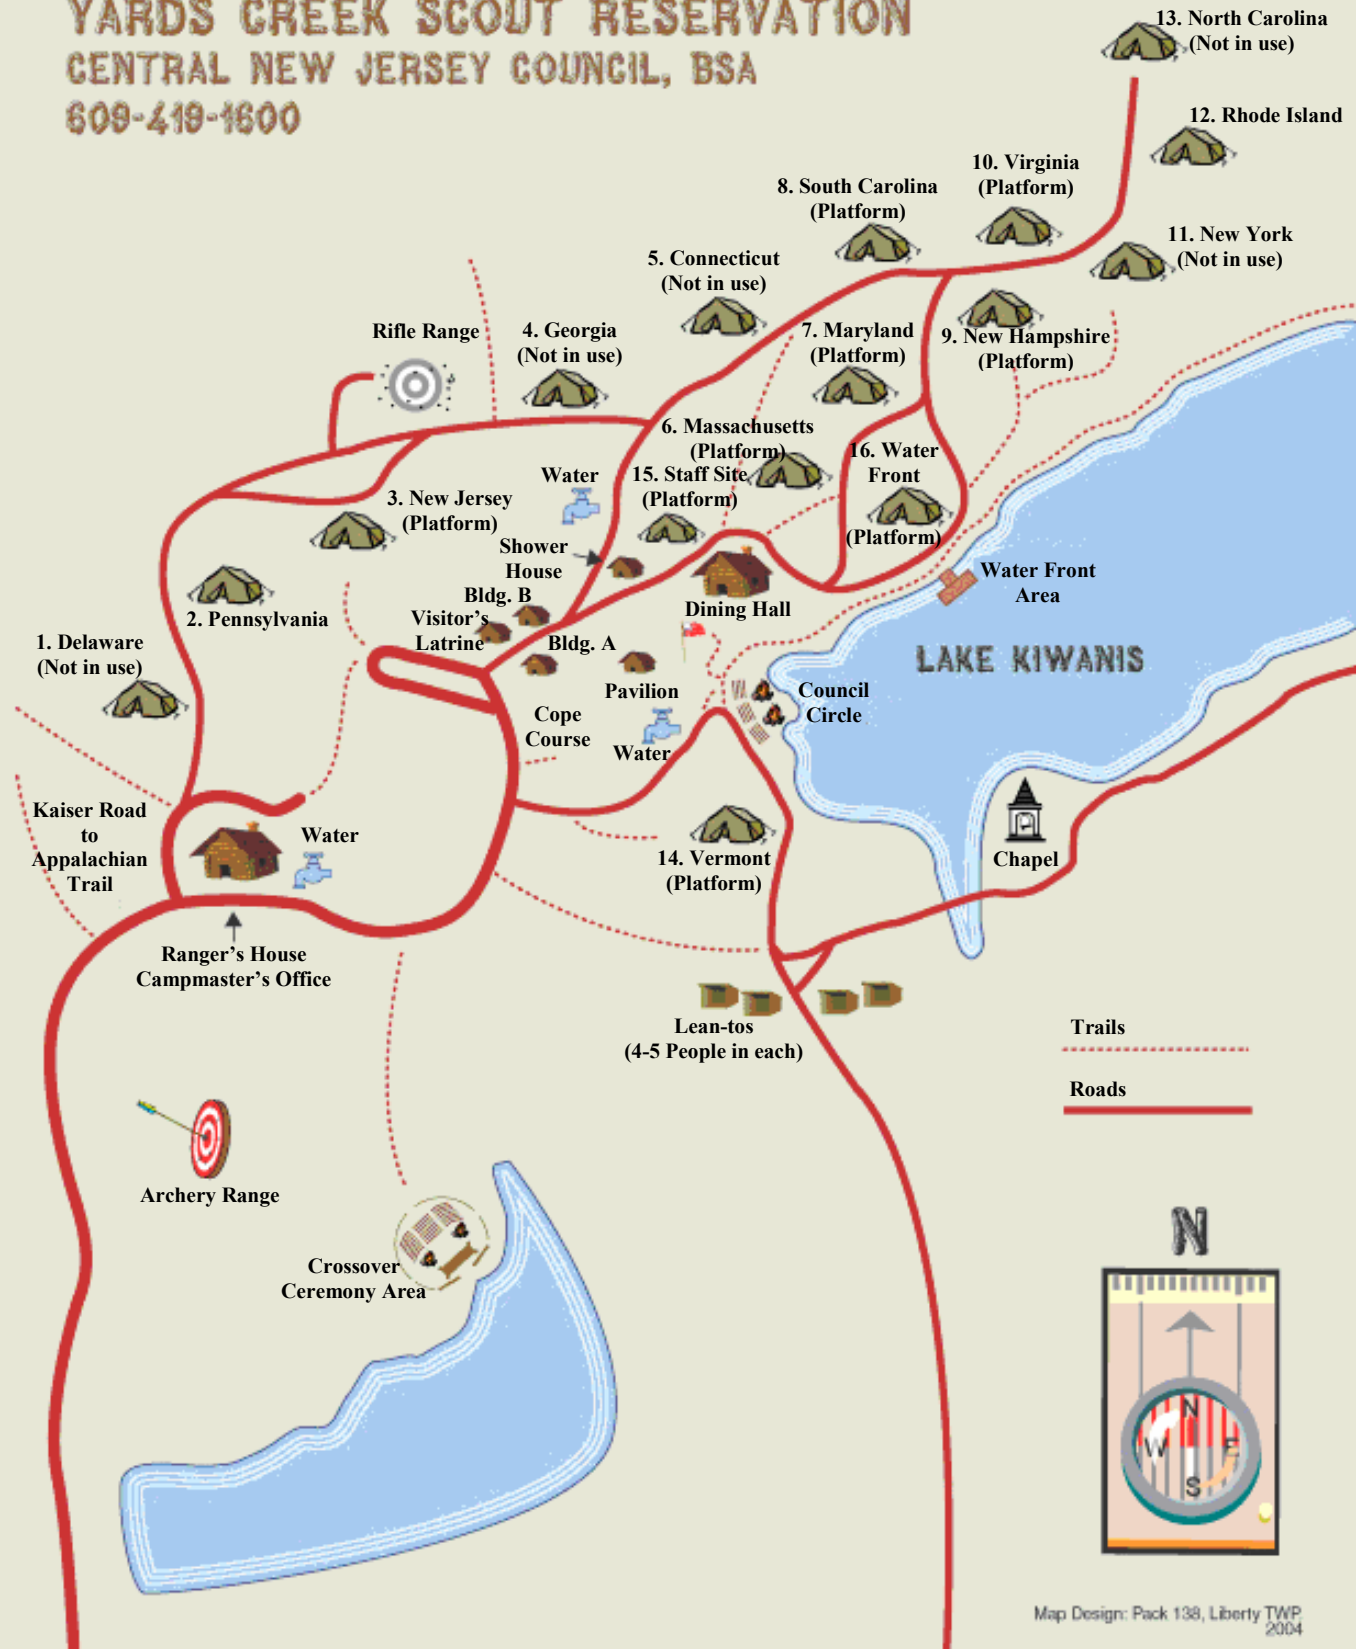 YARDS CREEK SCOUT RESERVATION
CENTRAL NEW JERSEY COUNCIL, BSA
609-419-1600
13. North Carolina
(Not in use)
12. Rhode Island
10. Virginia
(Platform)
8. South Carolina
(Platform)
11. New York
(Not in use)
5. Connecticut
(Not in use)
Rifle Range
4. Georgia
(Not in use)
7. Maryland
(Platform)
9. New Hampshire
(Platform)
6. Massachusetts
(Platform)
16. Water
Front
(Platform)
Water
15. Staff Site
(Platform)
3. New Jersey
(Platform)
Shower
House
Water Front
Area
Bldg. B
Dining Hall
2. Pennsylvania
Visitor's
Latrine
Bldg. A
1. Delaware
(Not in use)
LAKE KIWANIS
Pavilion
Council
Circle
Cope
Course
Water
Kaiser Road
to
Appalachian
Trail
Water
Chapel
14. Vermont
(Platform)
Ranger's House
Campmaster's Office
Lean-tos
(4-5 People in each)
Trails
Roads
Archery Range
Crossover
Ceremony Area
N
N
W
E
S
Map Design: Pack 138, Liberty TWP.
2004